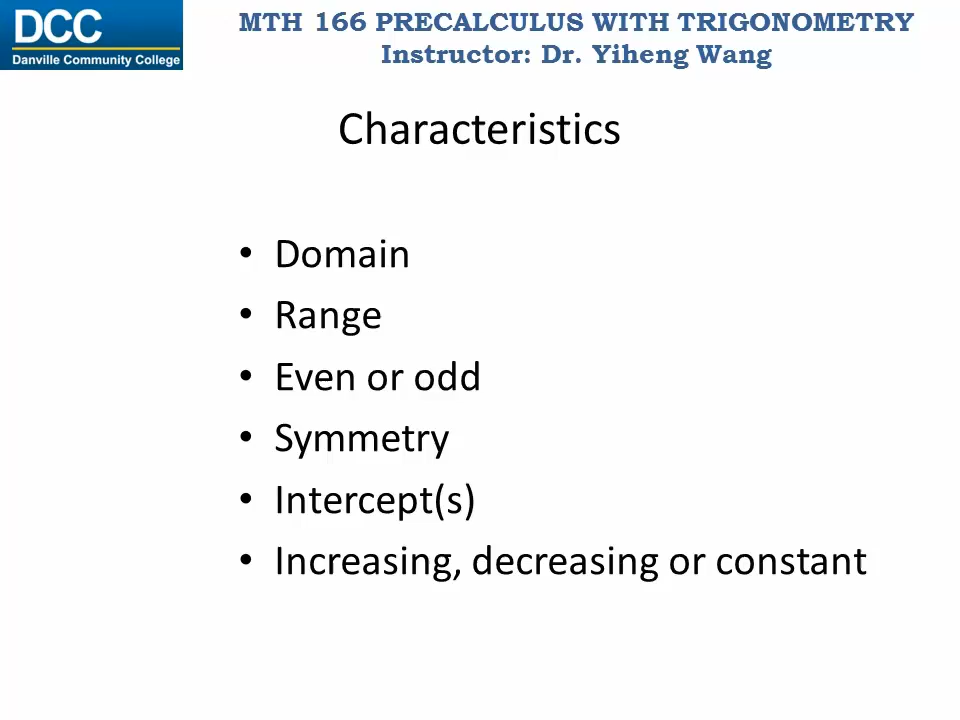 DCC
Danville Community College
MTH 166 PRECALCULUS WITH TRIGONOMETRY
Instructor: Dr. Yiheng Wang
Characteristics
• Domain
• Range
• Even or odd
• Symmetry
• Intercept(s)
• Increasing, decreasing or constant